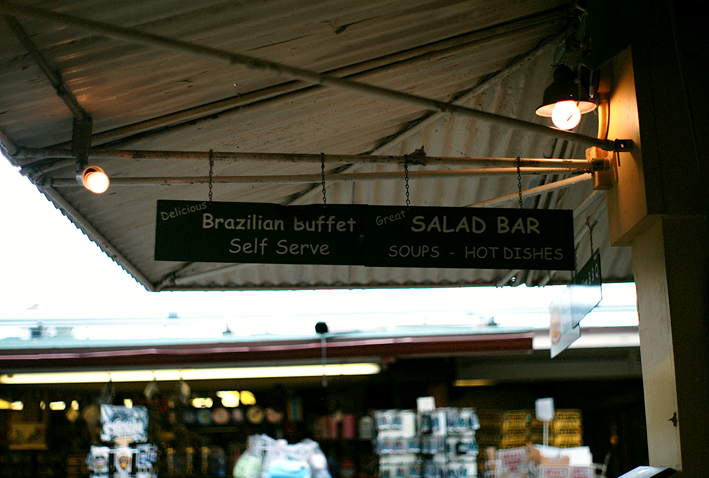 Delicious
Brazilian Buffet
Self Serve
Great
SALAD BAR
SOUPS - HOT DISHES